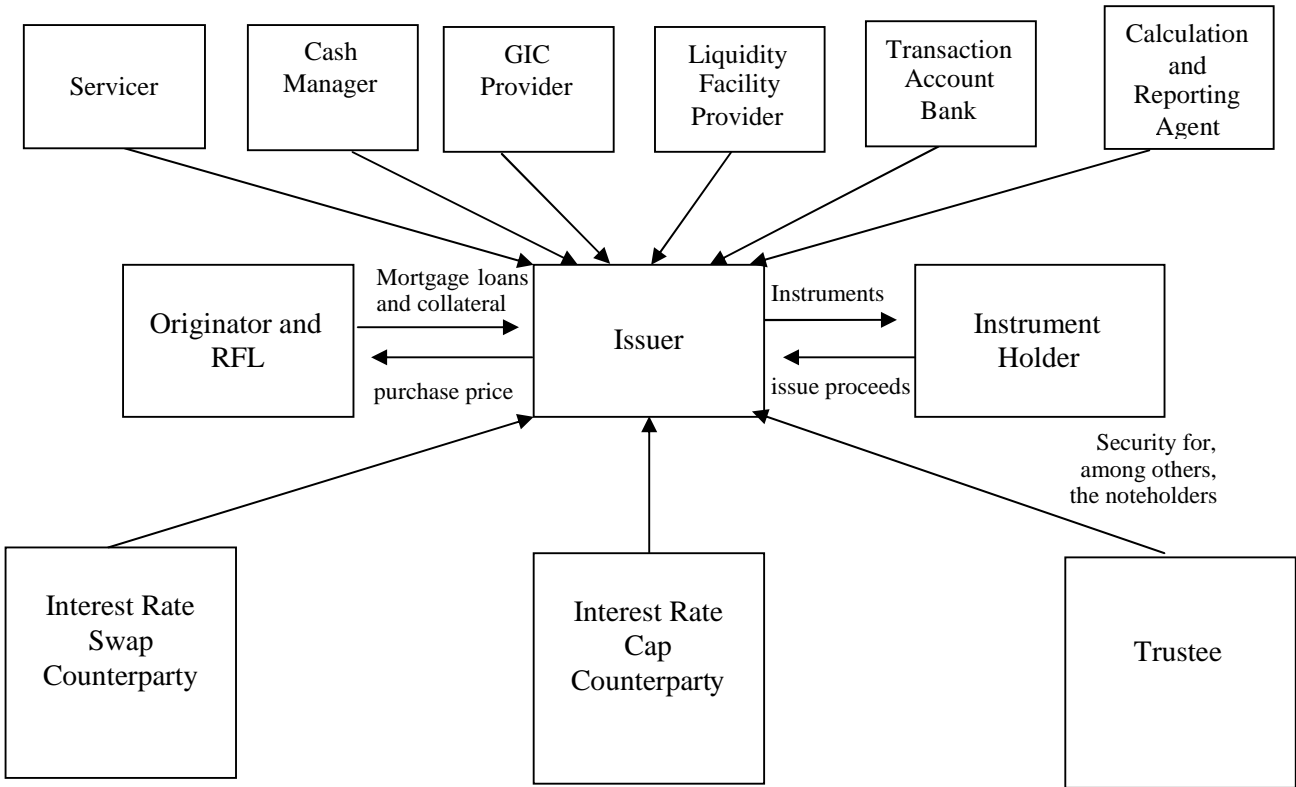 Servicer
Cash
Manager
GIC
Provider
Liquidity
Facility
Provider
Transaction
Account
Bank
Calculation
and
Reporting
Agent
Originator and
RFL
Mortgage loans
and collateral
purchase price
Issuer
Instruments
issue proceeds
Instrument
Holder
Security for,
among others,
the noteholders
Interest Rate
Swap
Counterparty
Interest Rate
Cap
Counterparty
Trustee